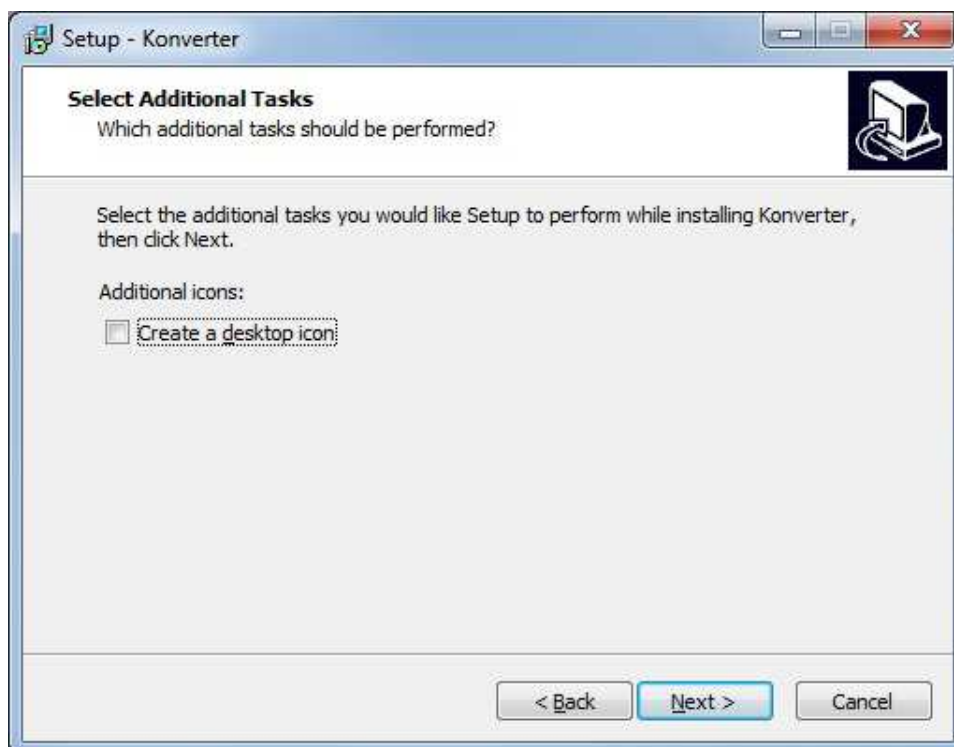 Setup - Konverter
Select Additional Tasks
Which additional tasks should be performed?
Select the additional tasks you would like Setup to perform while installing Konverter,
then click Next.
Additional icons:
Create a desktop icon
< Back
Next >
Cancel